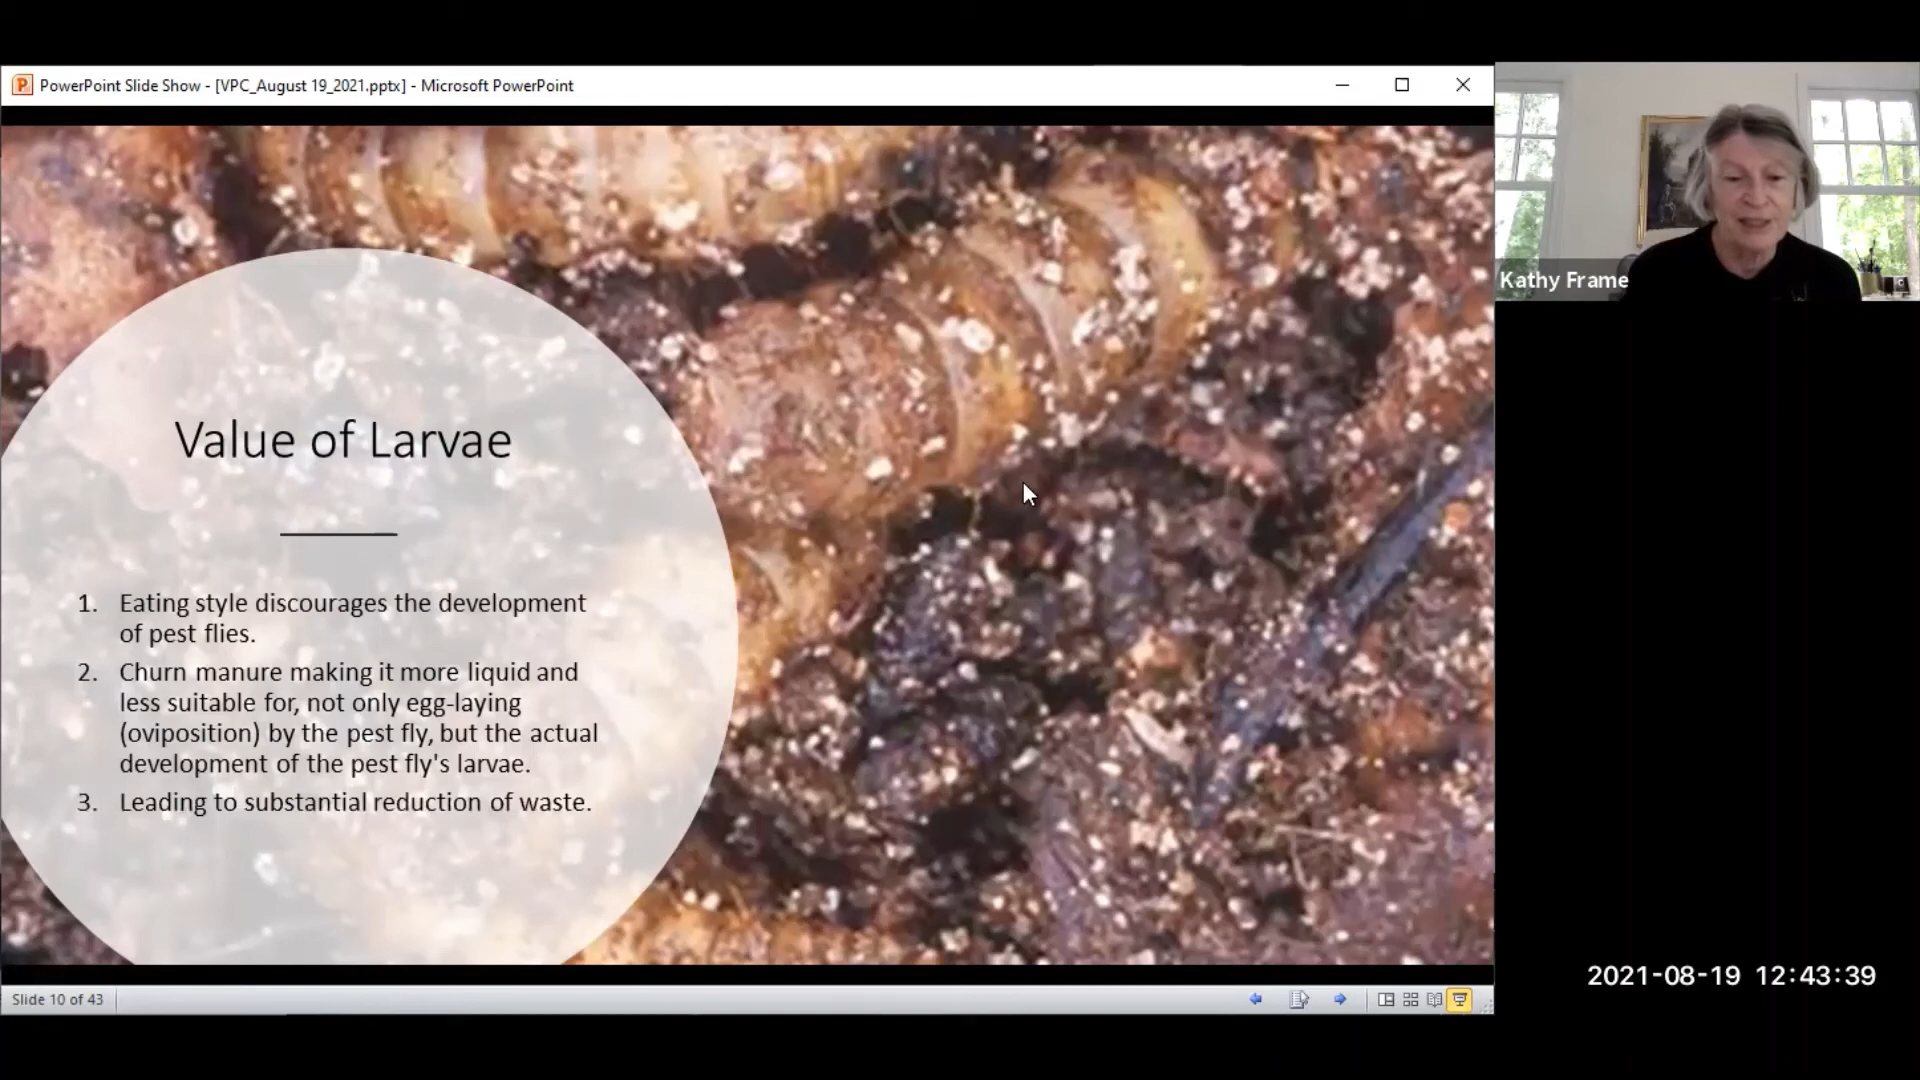 PowerPoint Slide Show - [VPC_August 19_2021.pptx] - Microsoft PowerPoint
Kathy Frame
Value of Larvae
1. Eating style discourages the development
of pest flies.
2. Churn manure making it more liquid and
less suitable for, not only egg-laying
(oviposition) by the pest fly, but the actual
development of the pest fly's larvae.
3. Leading to substantial reduction of waste.
2021-08-19 12:43:39
Slide 10 of 43